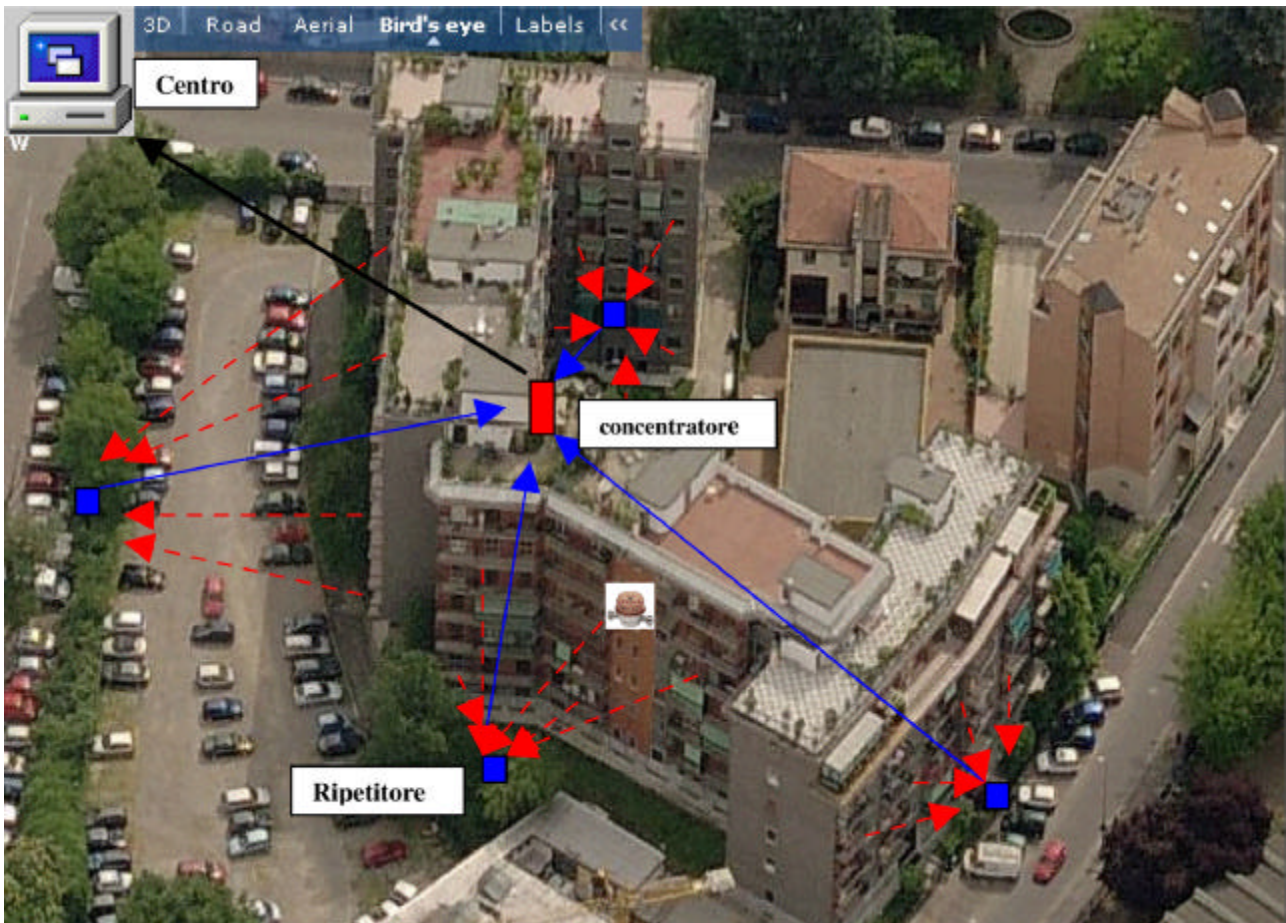 3D Road Aerial Bird's eye Labels <<
Centro
W
concentratore
Ripetitore